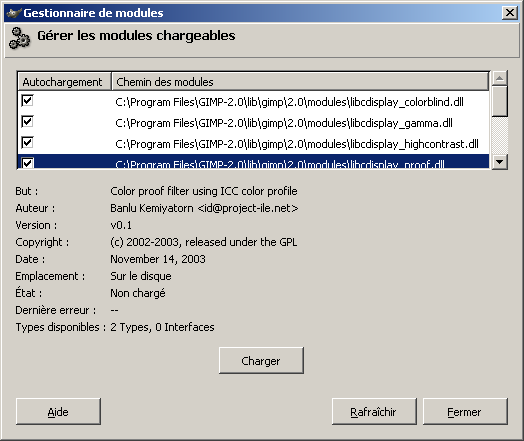 Gestionnaire de modules
Gérer les modules chargeables
Autochargement Chemin des modules
C:\Program Files\GIMP-2.0\lib\gimp\2.0\modules\libcdisplay_colorblind.dll
C:\Program Files\GIMP-2.0\lib\gimp\2.0\modules\libcdisplay_gamma.dll
C:\Program Files\GIMP-2.0\lib\gimp\2.0\modules\libcdisplay_highcontrast.dll
C:\Program Files\GIMP-2.0\lib\gimp\2.0\modules\libcdisplay_proof.dll
But : Color proof filter using ICC color profile
Auteur : Banlu Kemiyatorn <id@project-ile.net>
Version : v0.1
Copyright : (c) 2002-2003, released under the GPL
Date : November 14, 2003
Emplacement : Sur le disque
État : Non chargé
Dernière erreur : --
Types disponibles : 2 Types, 0 Interfaces
Charger
Aide Rafraîchir Fermer